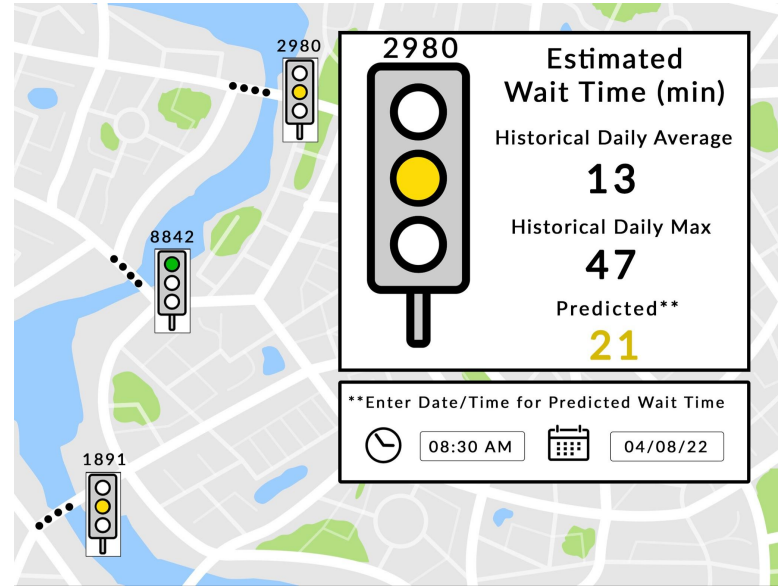 2980
8842
1891
2980
Estimated
Wait Time (min)
Historical Daily Average
13
Historical Daily Max
47
Predicted**
21
**Enter Date/Time for Predicted Wait Time
08:30 AM
04/08/22